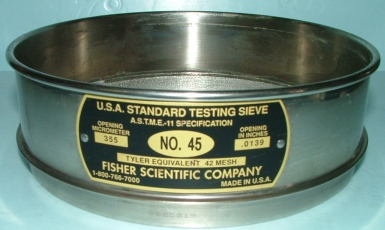 U.S.A. STANDARD TESTING SIEVE
A.S.T.M.E.-11 SPECIFICATION
OPENING
MICROMETER
355
NO. 45
OPENING
IN INCHES
.0139
TYLER EQUIVALENT 42 MESH
FISHER SCIENTIFIC COMPANY
1-800-766-7000
MADE IN U.S.A.